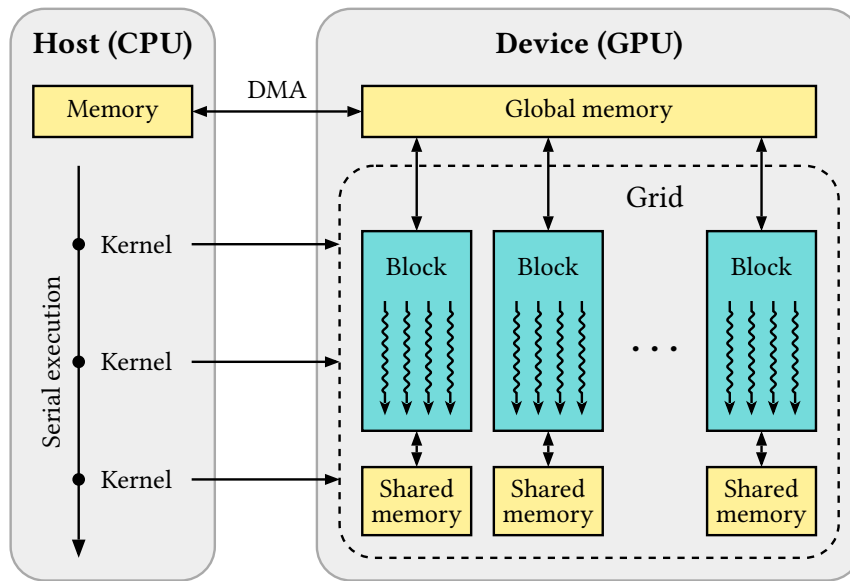 Host (CPU)
Device (GPU)
Memory
DMA
Global memory
Grid
Serial execution
Kernel
Kernel
Kernel
Block
Block
Block
. . .
Shared
memory
Shared
memory
Shared
memory